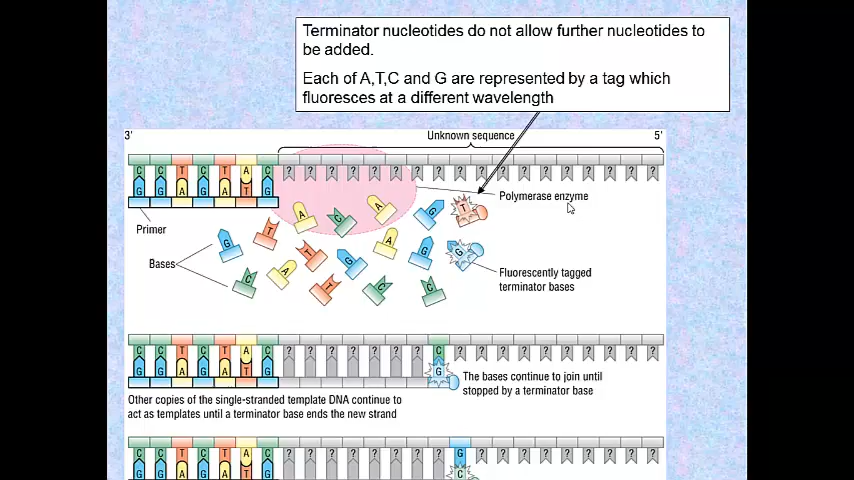 Terminator nucleotides do not allow further nucleotides to
be added.
Each of A,T,C and G are represented by a tag which
fluoresces at a different wavelength
3'
Unknown sequence
5'
C C T C T A C ? ? ? ? ? ? ? ? ? ? ? ? ? ? ? ? ? ?
G G A G A T G
Polymerase enzyme
Primer
A C A G T
Bases
G T T G A G G
C A T C C
Fluorescently tagged
terminator bases
C C T C T A C ? ? ? ? ? ? ? C ? ? ? ? ? ? ? ? ? ?
G G A G A T G G
The bases continue to join until
stopped by a terminator base
Other copies of the single-stranded template DNA continue to
act as templates until a terminator base ends the new strand
C C T C T A C ? ? ? ? ? ? ? ? G ? ? ? ? ? ? ? ? ?
G G A G A T G C